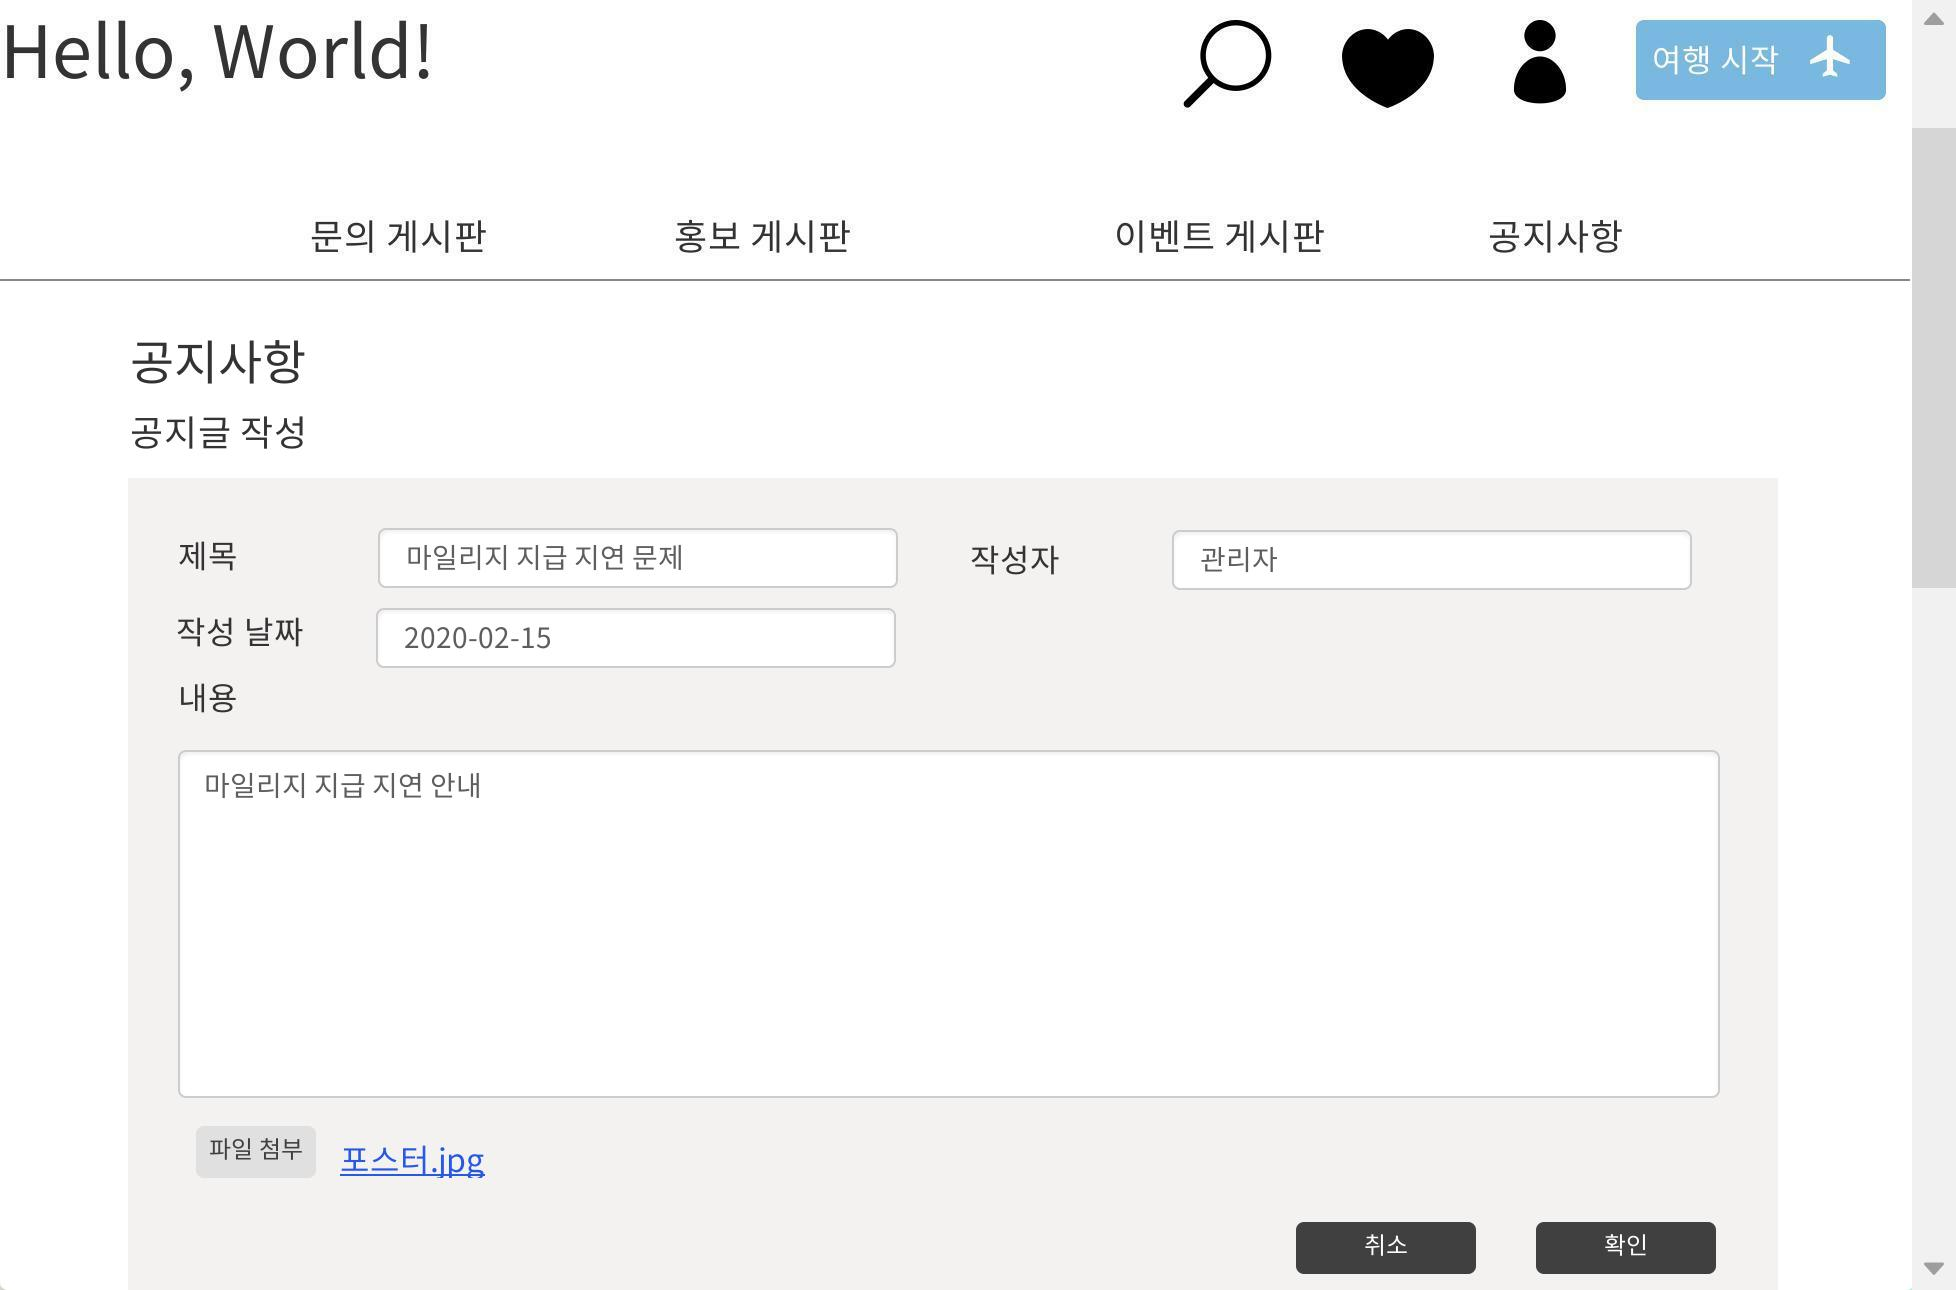 Hello, World!
여행 시작
문의 게시판 홍보 게시판 이벤트 게시판 공지사항
공지사항
공지글 작성
제목 마일리지 지급 지연 문제 작성자 관리자
작성 날짜 2020-02-15
내용
마일리지 지급 지연 안내
파일 첨부 포스터.jpg
취소 확인